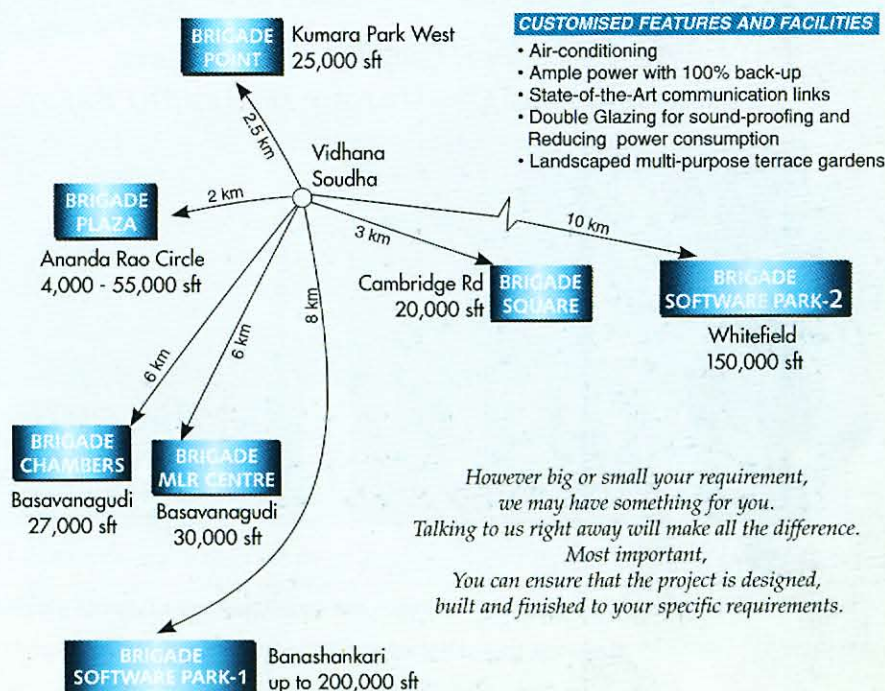 BRIGADE
POINT
Kumara Park West
25,000 sft
CUSTOMISED FEATURES AND FACILITIES
• Air-conditioning
• Ample power with 100% back-up
• State-of-the-Art communication links
• Double Glazing for sound-proofing and
Reducing power consumption
• Landscaped multi-purpose terrace gardens
2.5 km
Vidhana
Soudha
BRIGADE
PLAZA
2 km
Ananda Rao Circle
4,000 - 55,000 sft
3 km
Cambridge Rd
20,000 sft
BRIGADE
SQUARE
10 km
BRIGADE
SOFTWARE PARK-2
Whitefield
150,000 sft
6 km
6 km
8 km
BRIGADE
CHAMBERS
Basavanagudi
27,000 sft
BRIGADE
MLR CENTRE
Basavanagudi
30,000 sft
However big or small your requirement,
we may have something for you.
Talking to us right away will make all the difference.
Most important,
You can ensure that the project is designed,
built and finished to your specific requirements.
BRIGADE
SOFTWARE PARK-1
Banashankari
up to 200,000 sft